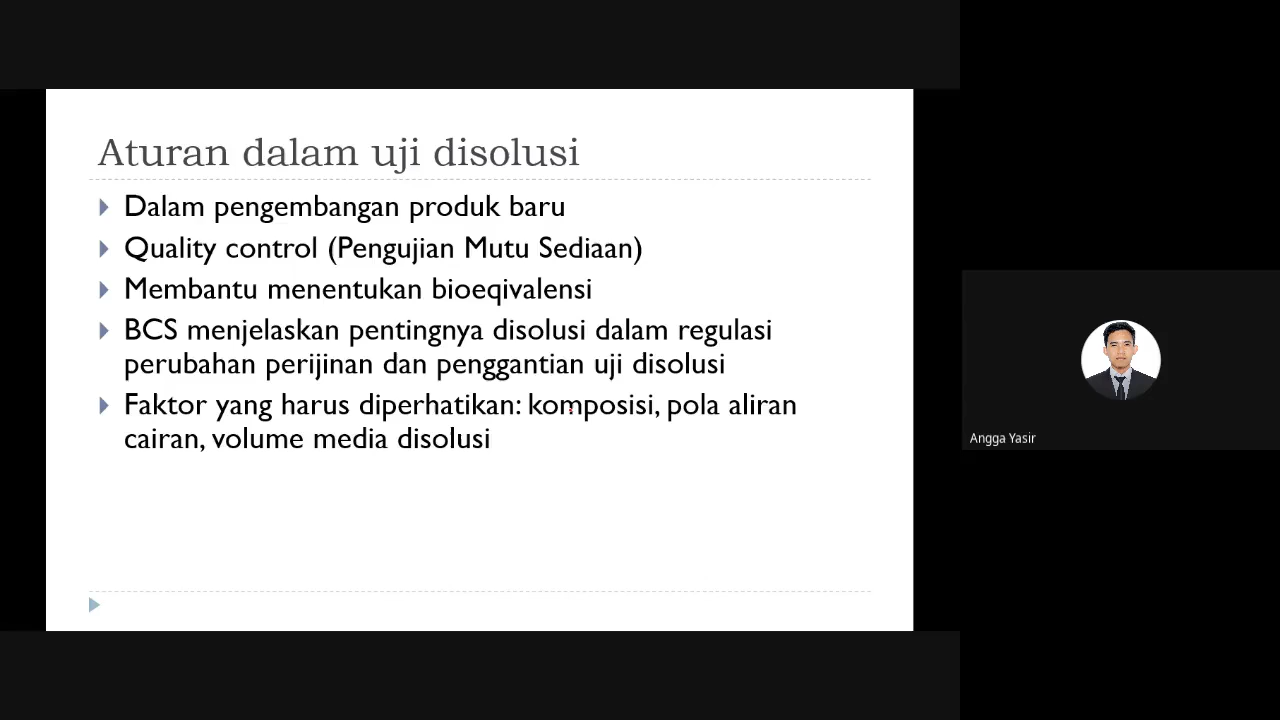 Aturan dalam uji disolusi
Dalam pengembangan produk baru
Quality control (Pengujian Mutu Sediaan)
Membantu menentukan bioeqivalensi
BCS menjelaskan pentingnya disolusi dalam regulasi
perubahan perijinan dan penggantian uji disolusi
Faktor yang harus diperhatikan: komposisi, pola aliran
cairan, volume media disolusi
Angga Yasir